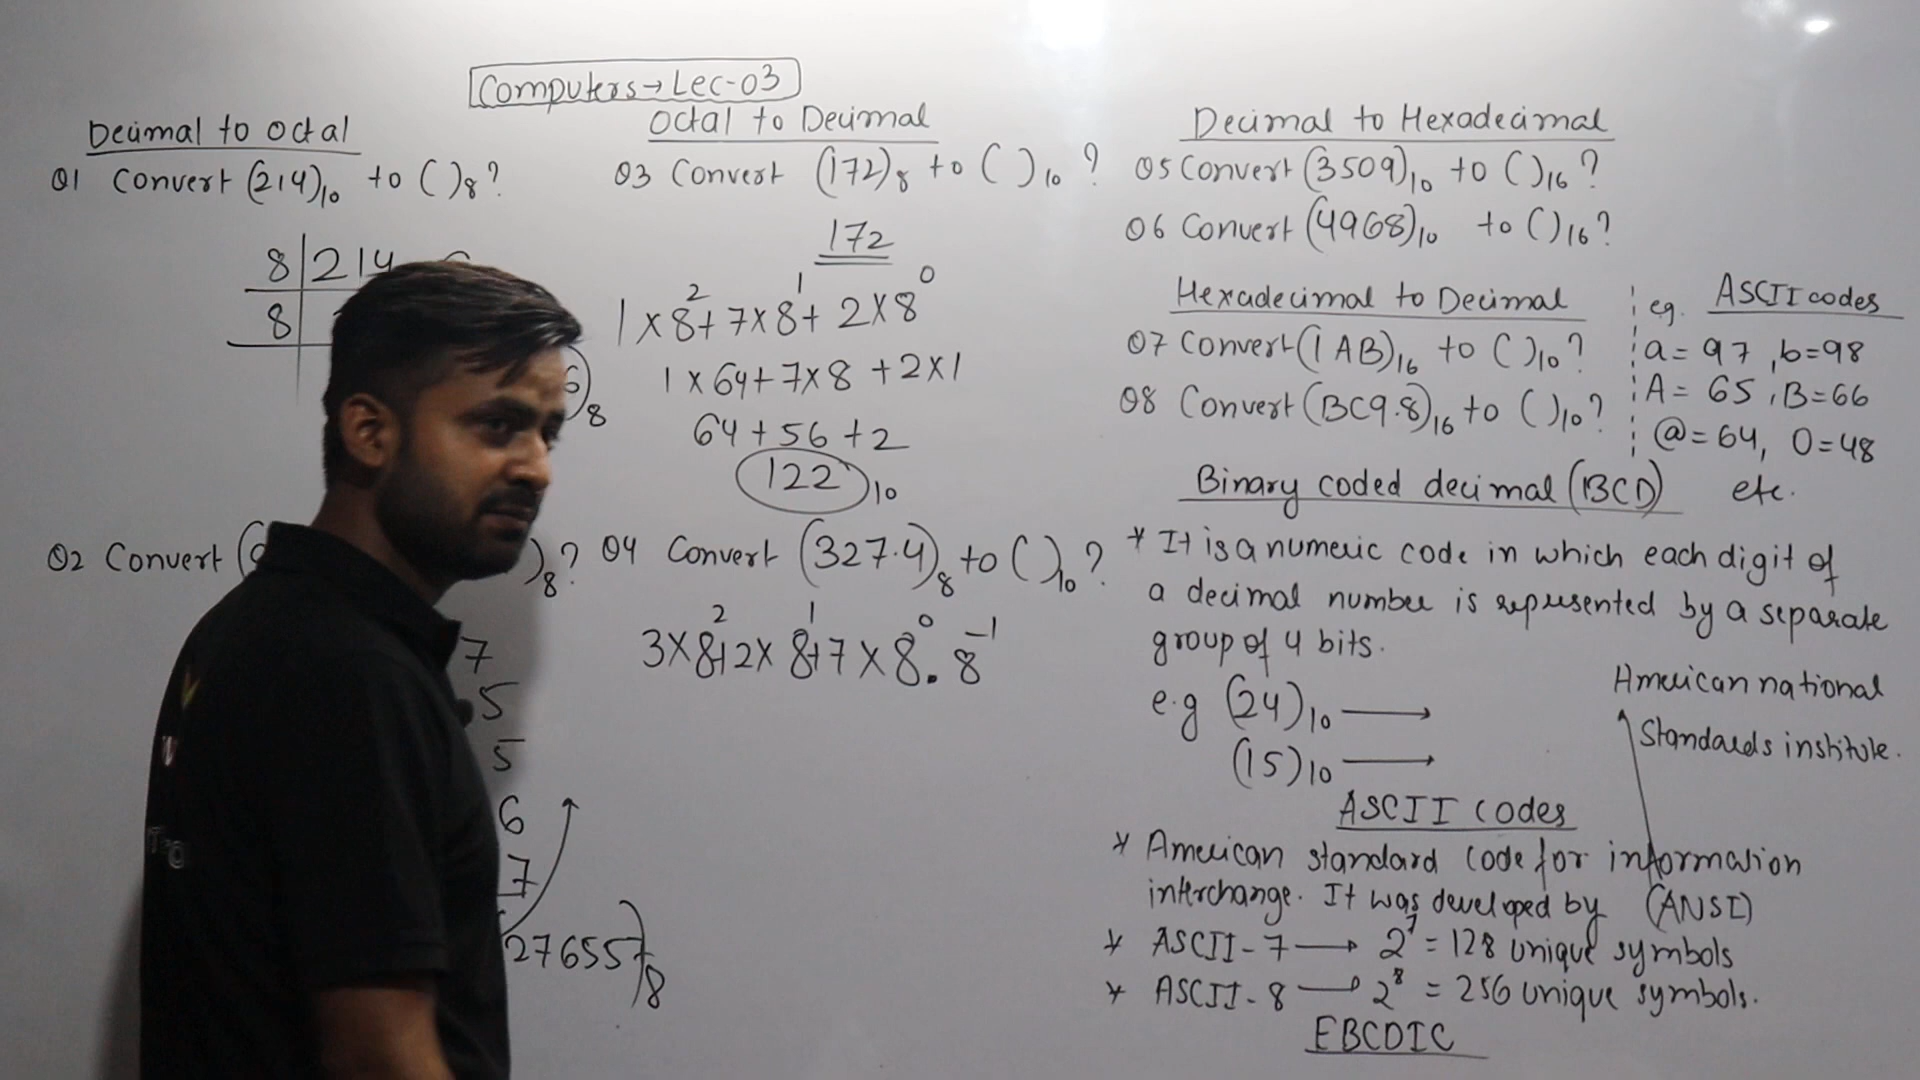 Computers → Lec-03
Decimal to Octal
Q1 Convert (214)₁₀ to ( )₈?
8 | 214
8
6)₈
Q2 Convert (
)₈?
7
5
5
6
7
276557)₈
Octal to Decimal
Q3 Convert (172)₈ to ( )₁₀ ?
172
1 × 8² + 7 × 8¹ + 2 × 8⁰
1 × 64 + 7 × 8 + 2 × 1
64 + 56 + 2
122)₁₀
Q4 Convert (327.4)₈ to ( )₁₀ ?
3 × 8² + 2 × 8¹ + 7 × 8⁰ . 8⁻¹
Decimal to Hexadecimal
Q5 Convert (3509)₁₀ to ( )₁₆ ?
Q6 Convert (4968)₁₀ to ( )₁₆ ?
Hexadecimal to Decimal
Q7 Convert (1AB)₁₆ to ( )₁₀ ?
Q8 Convert (BC9.8)₁₆ to ( )₁₀ ?
eg. ASCII codes
a = 97 , b = 98
A = 65 , B = 66
@ = 64, 0 = 48
etc.
Binary coded decimal (BCD)
* It is a numeric code in which each digit of
a decimal number is represented by a separate
group of 4 bits.
e.g (24)₁₀ →
(15)₁₀ →
American national
Standards institute.
ASCII codes
* American standard code for information
interchange. It was developed by (ANSI)
* ASCII-7 → 2⁷ = 128 unique symbols
* ASCII-8 → 2⁸ = 256 unique symbols.
EBCDIC